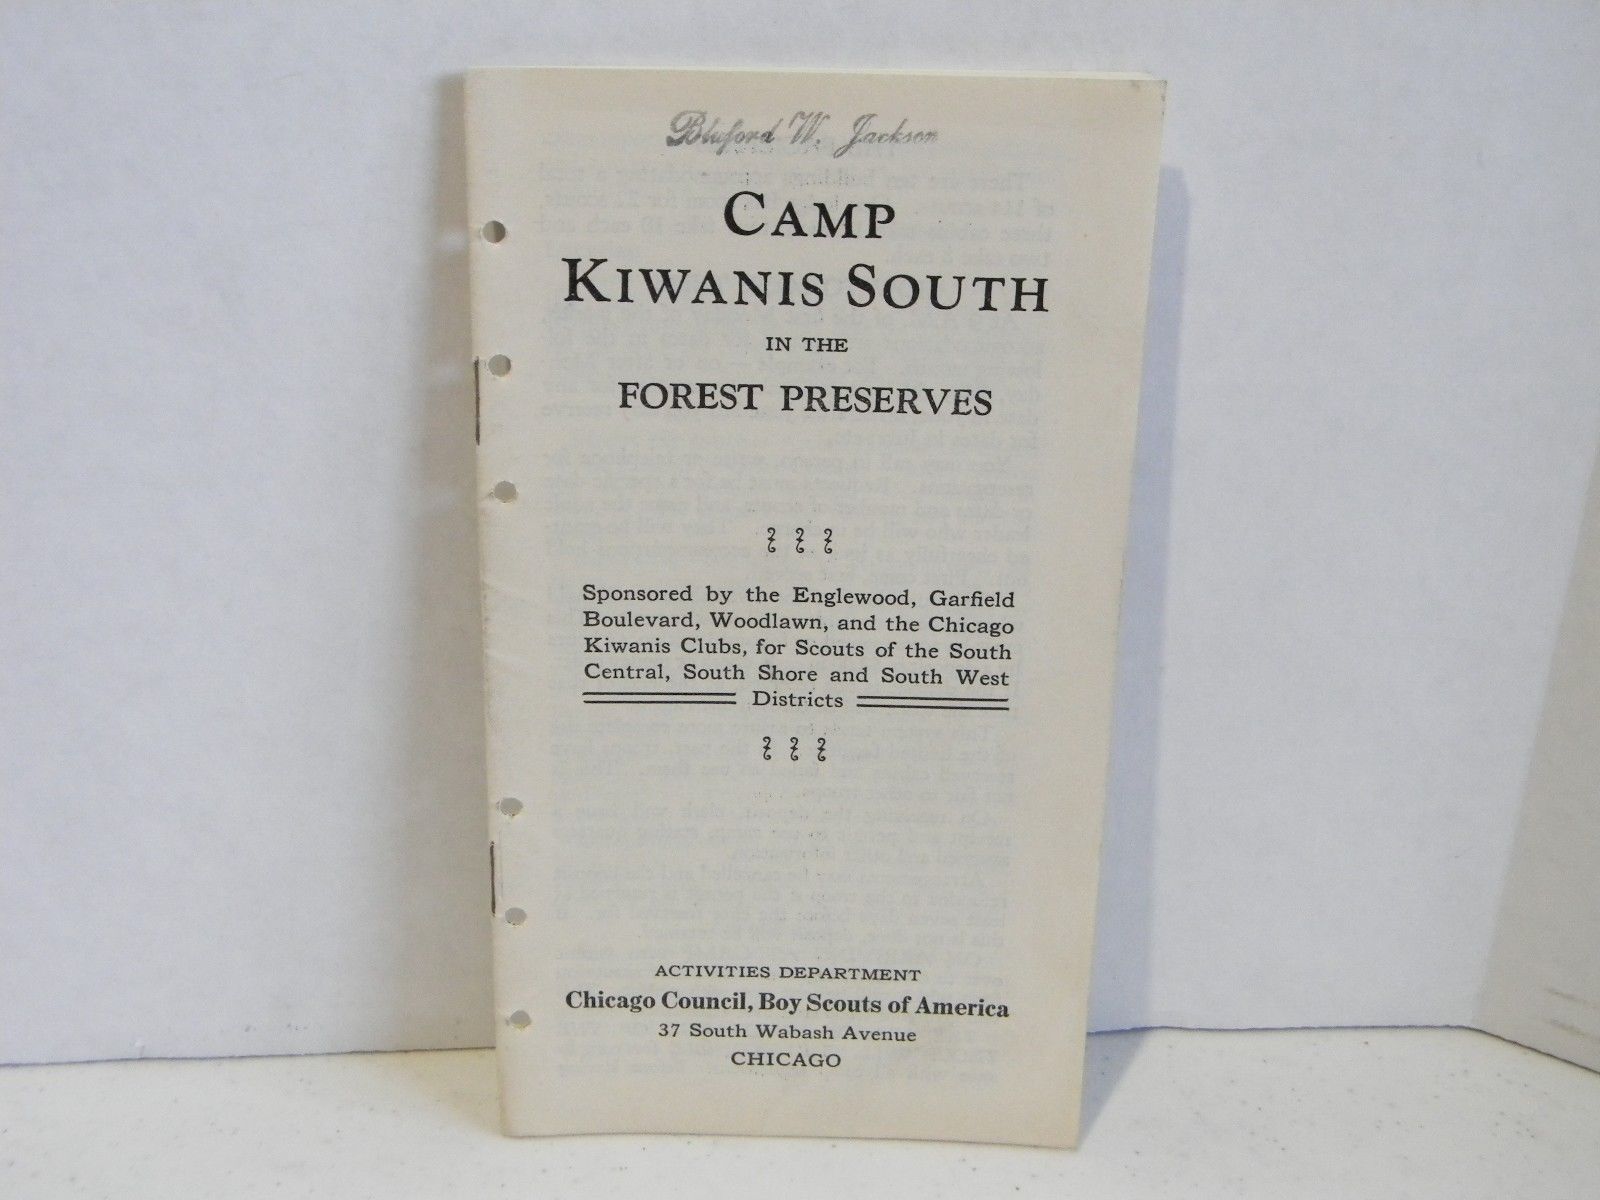 Bluford W. Jackson
CAMP
KIWANIS SOUTH
IN THE
FOREST PRESERVES
Sponsored by the Englewood, Garfield
Boulevard, Woodlawn, and the Chicago
Kiwanis Clubs, for Scouts of the South
Central, South Shore and South West
Districts
ACTIVITIES DEPARTMENT
Chicago Council, Boy Scouts of America
37 South Wabash Avenue
CHICAGO